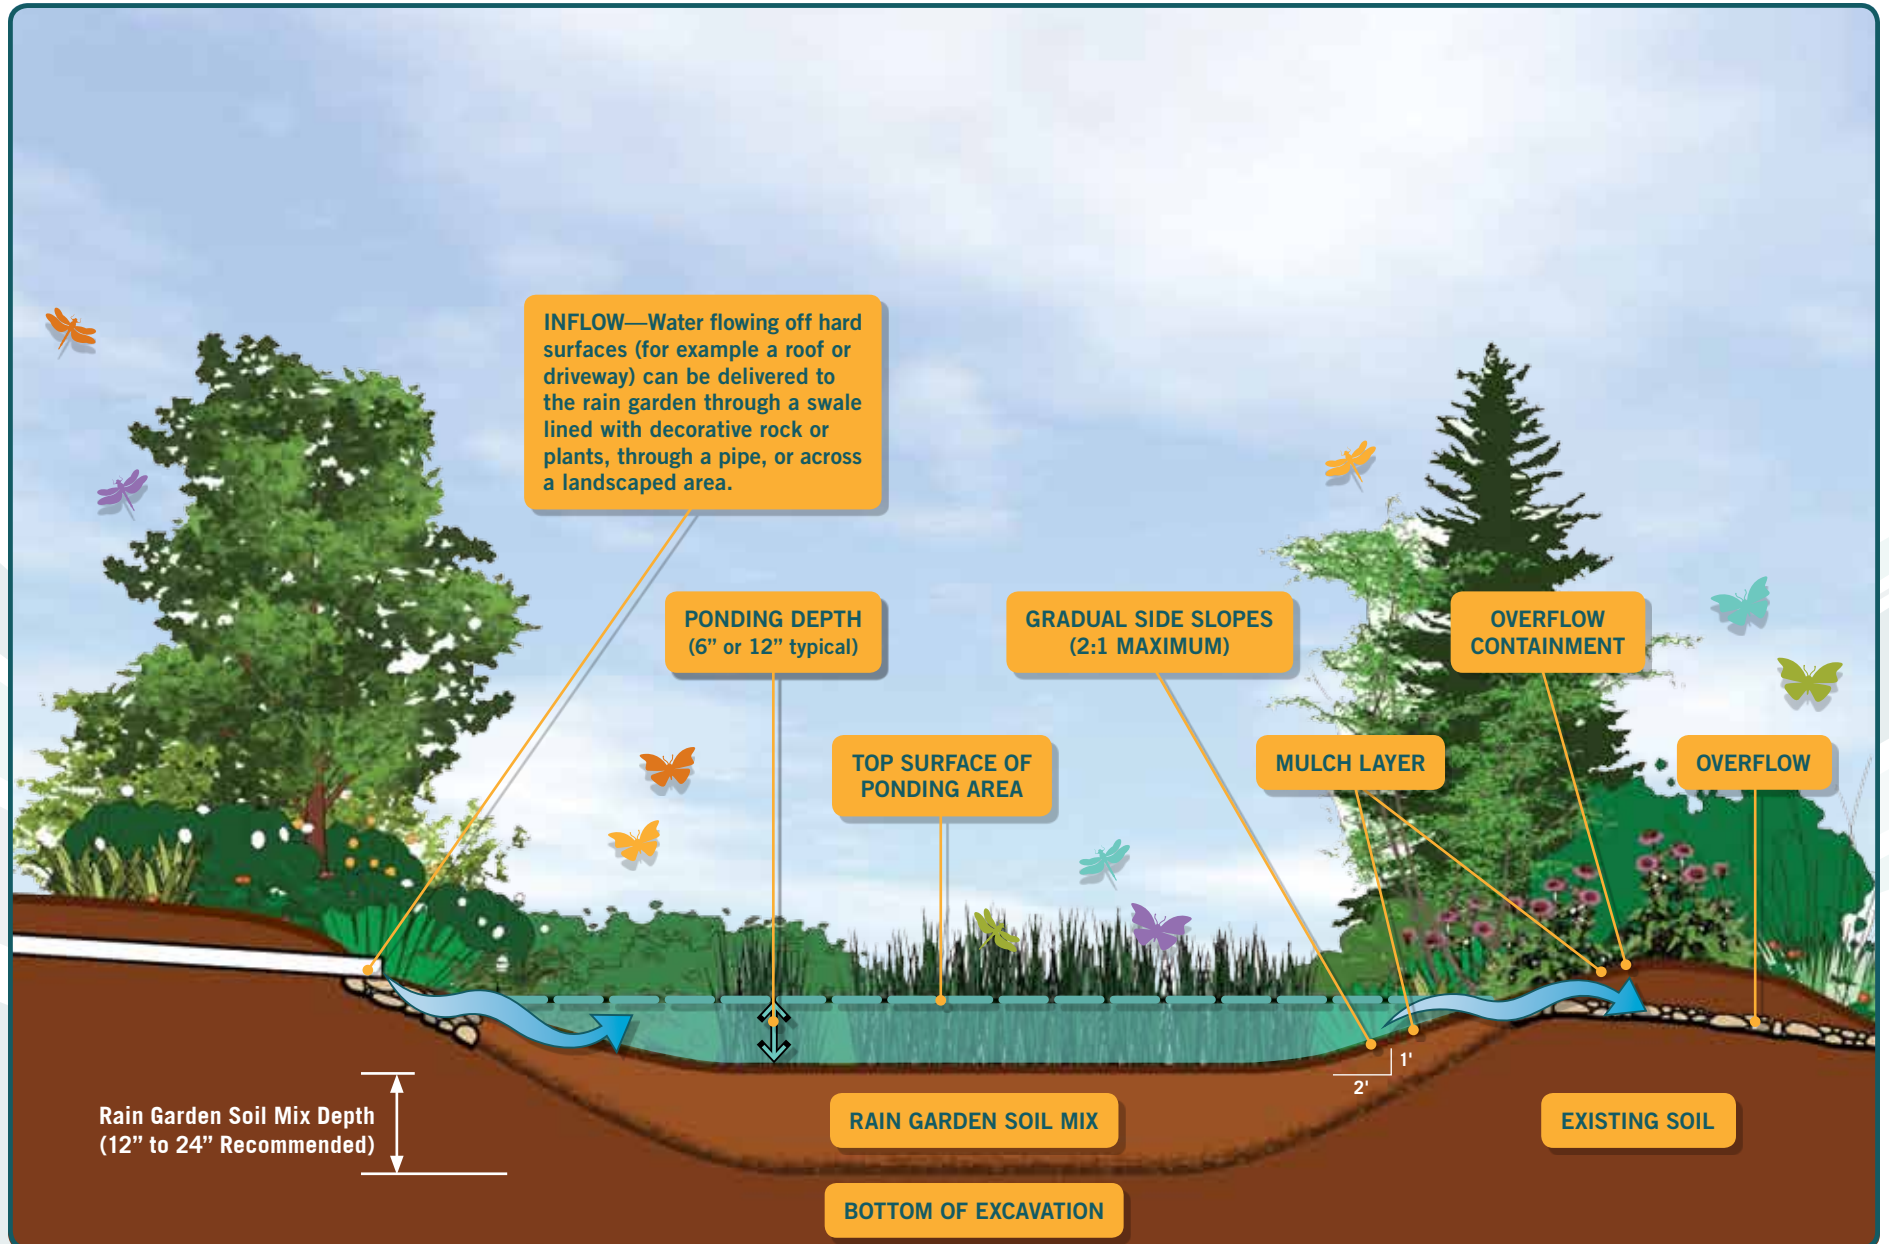 INFLOW—Water flowing off hard
surfaces (for example a roof or
driveway) can be delivered to
the rain garden through a swale
lined with decorative rock or
plants, through a pipe, or across
a landscaped area.
PONDING DEPTH
(6” or 12” typical)
GRADUAL SIDE SLOPES
(2:1 MAXIMUM)
OVERFLOW
CONTAINMENT
TOP SURFACE OF
PONDING AREA
MULCH LAYER
OVERFLOW
1'
2'
Rain Garden Soil Mix Depth
(12” to 24” Recommended)
RAIN GARDEN SOIL MIX
EXISTING SOIL
BOTTOM OF EXCAVATION